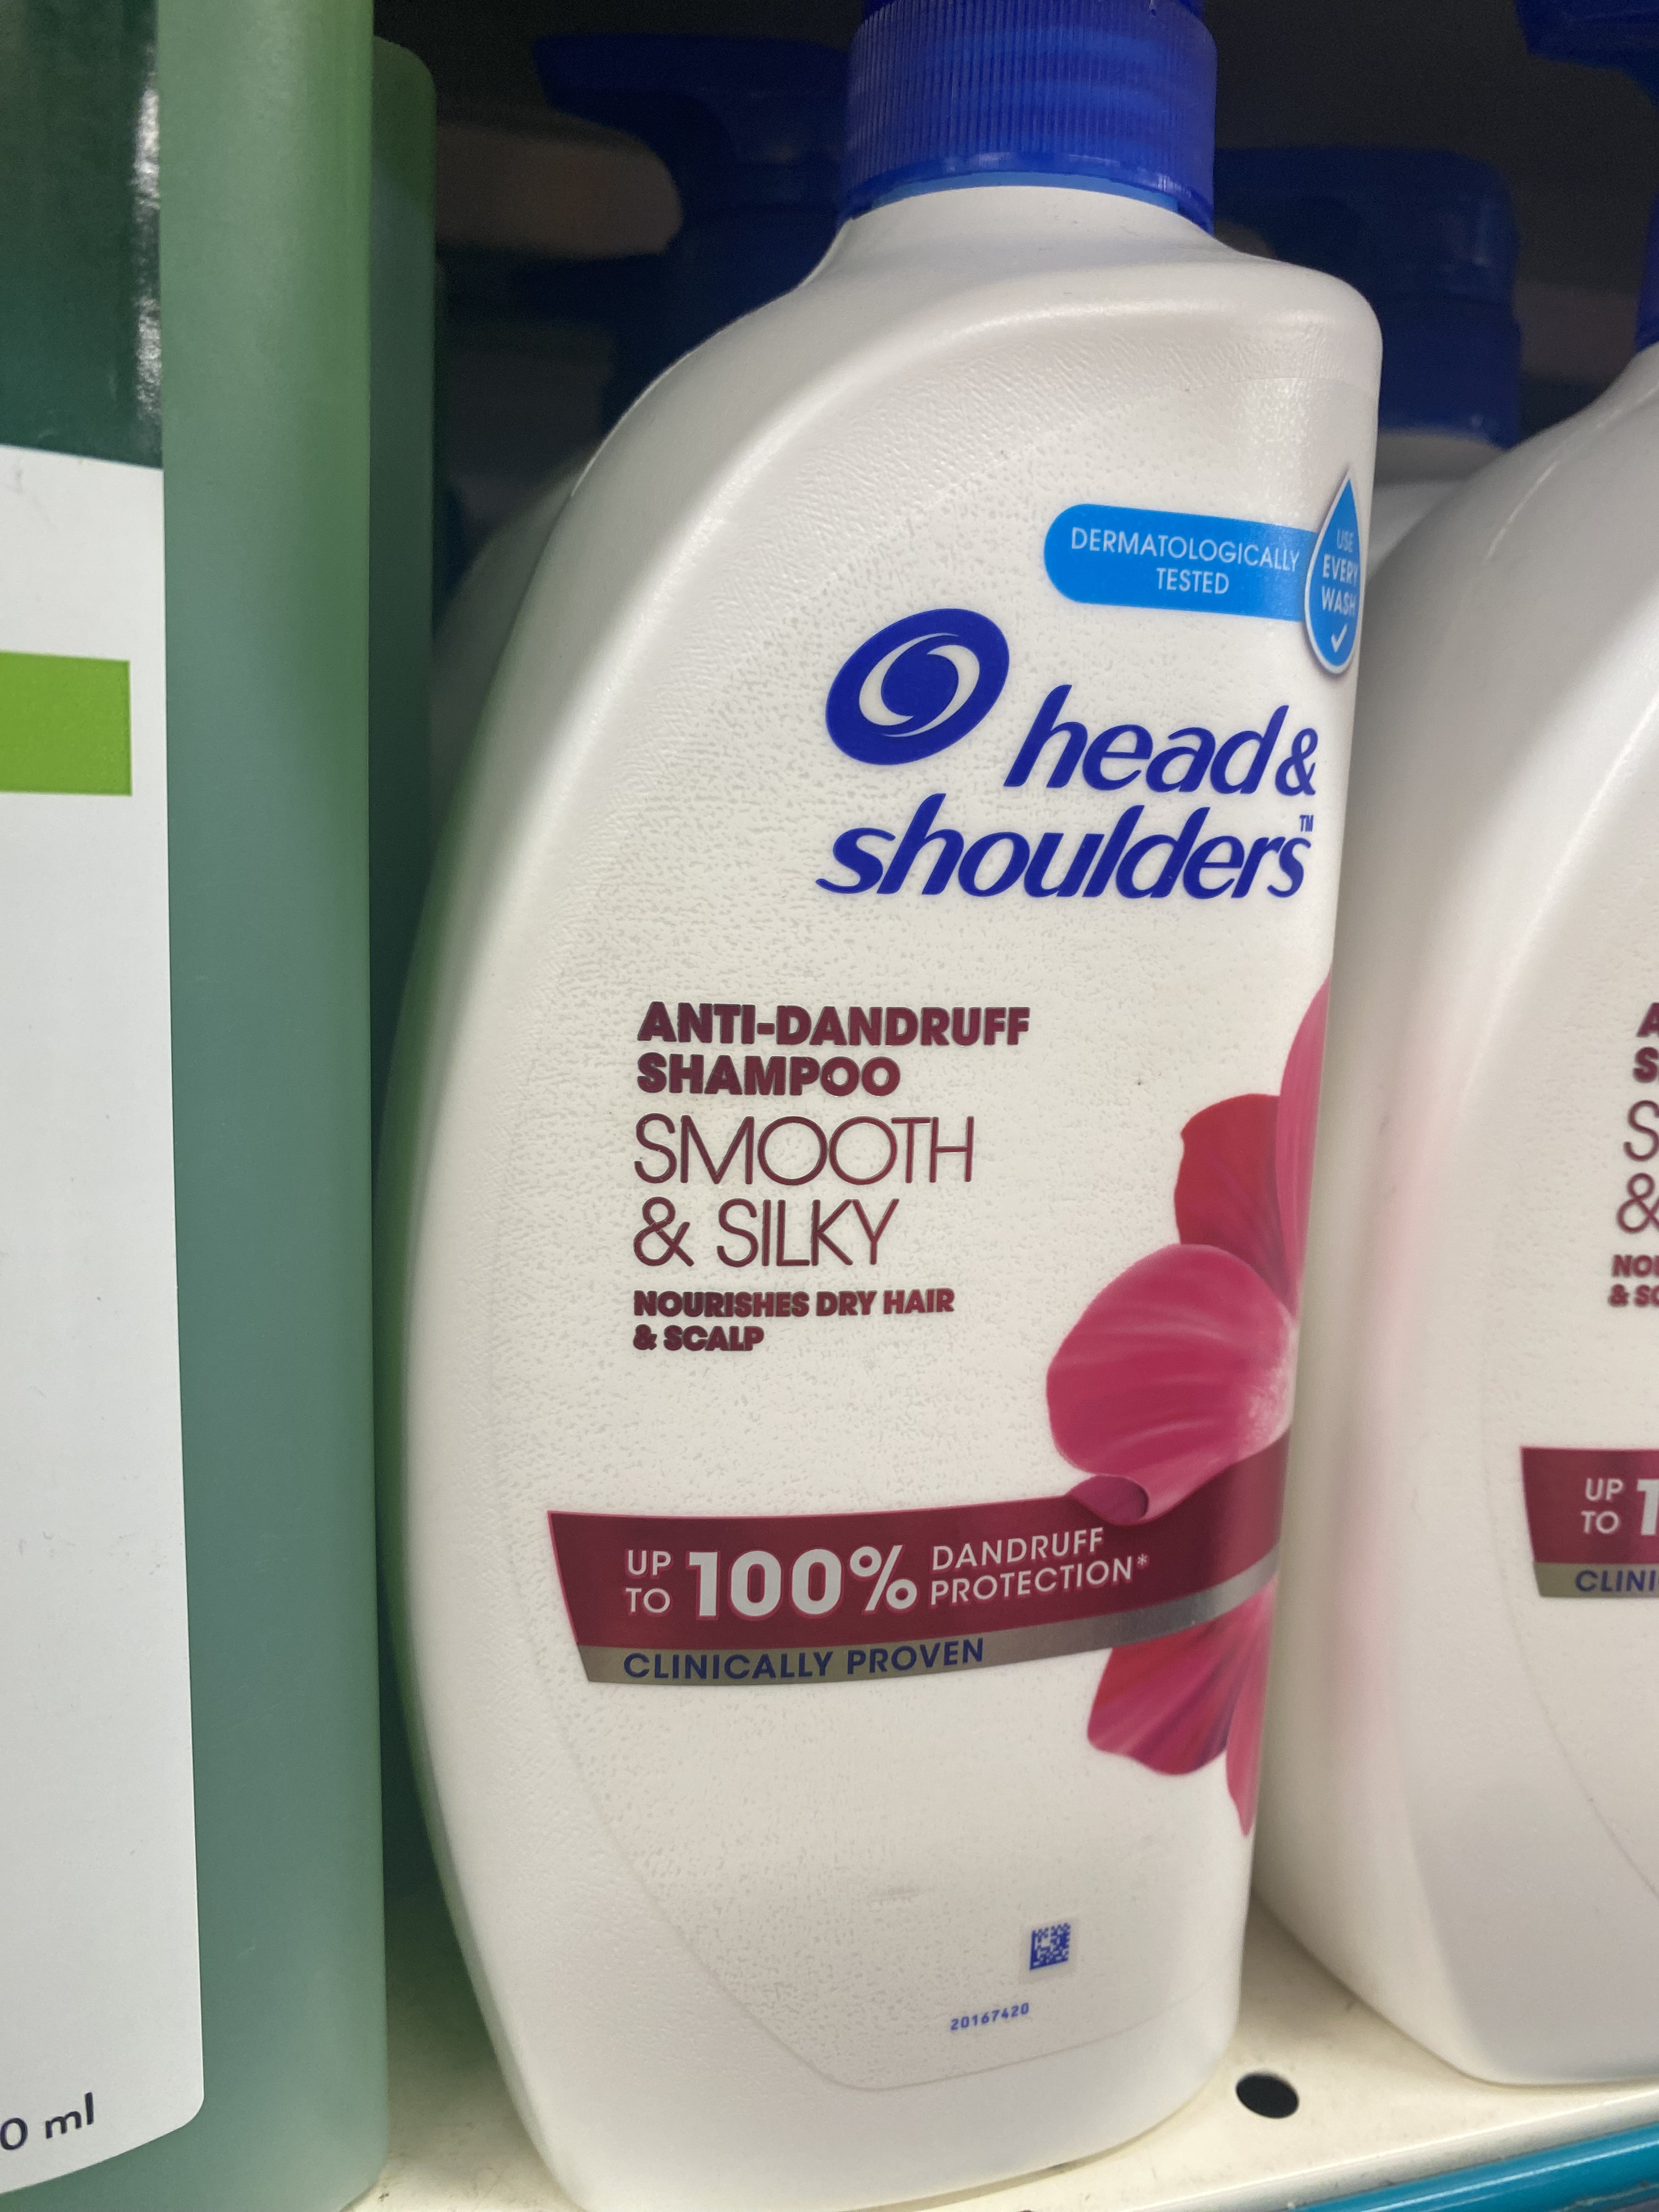 DERMATOLOGICALLY
TESTED
USE
EVERY
WASH
head&
shoulders™
ANTI-DANDRUFF
SHAMPOO
SMOOTH
& SILKY
NOURISHES DRY HAIR
& SCALP
UP
TO
100%
DANDRUFF
PROTECTION*
CLINICALLY PROVEN
20167420
0 ml
UP
TO